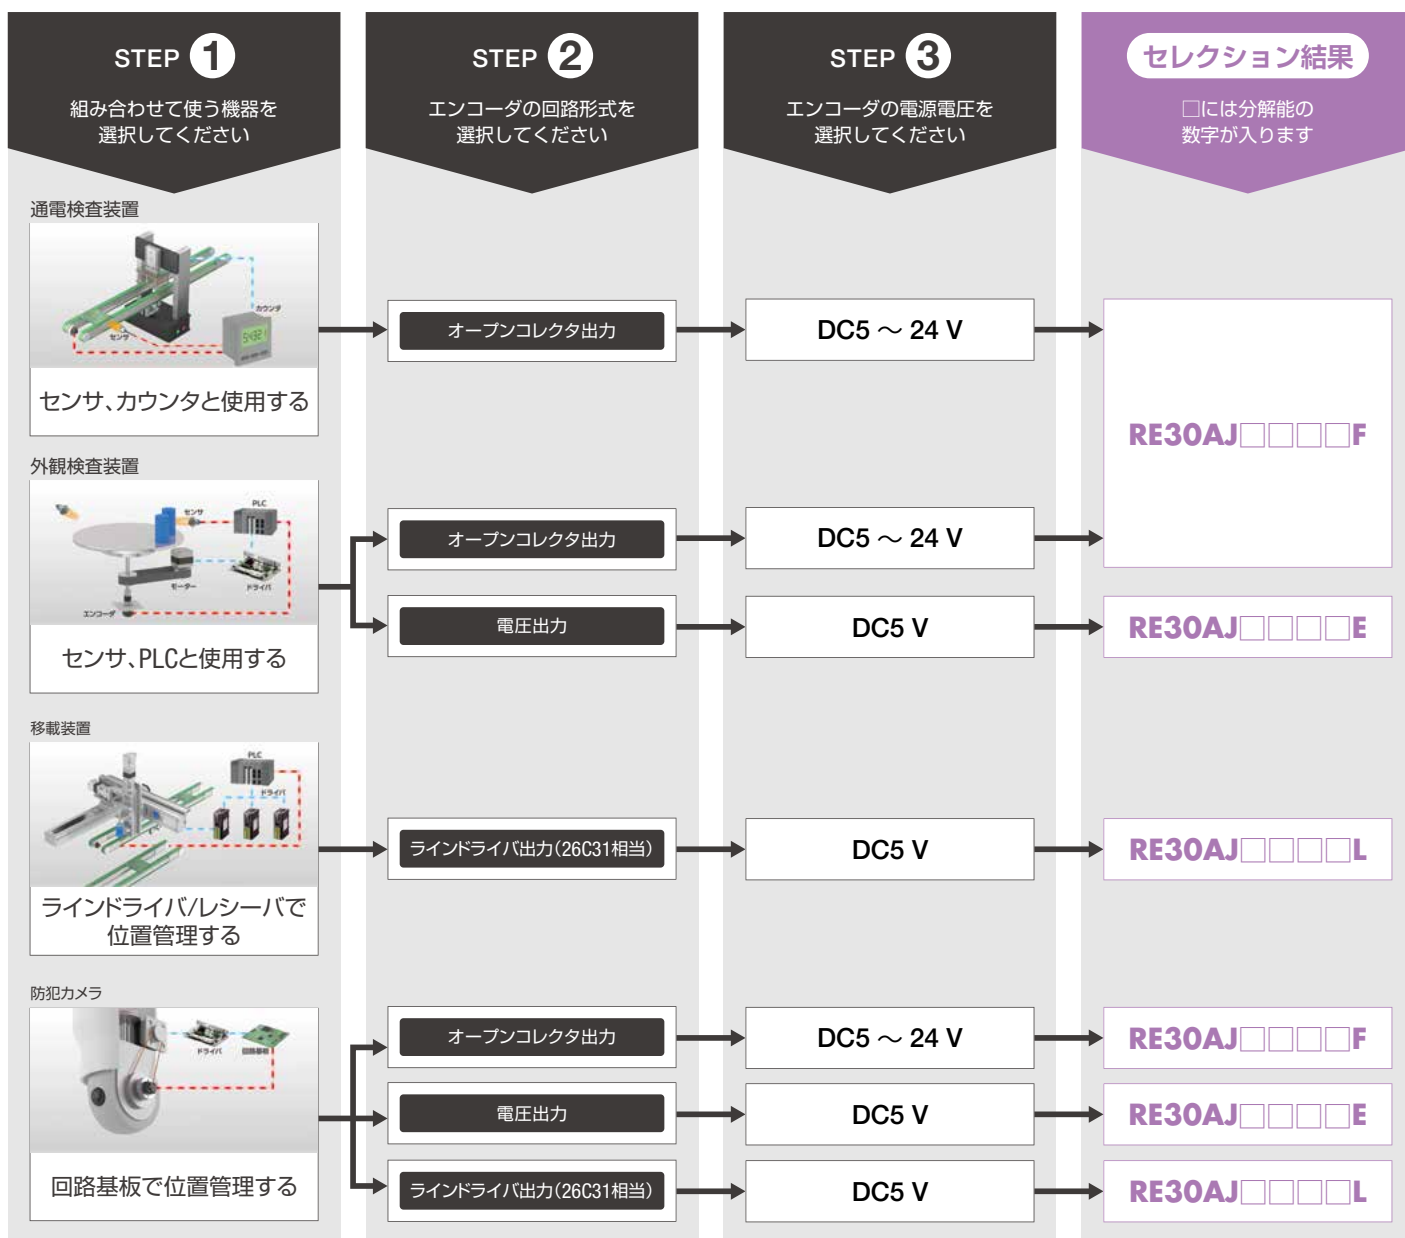 STEP 1
組み合わせて使う機器を
選択してください
STEP 2
エンコーダの回路形式を
選択してください
STEP 3
エンコーダの電源電圧を
選択してください
セレクション結果
□には分解能の
数字が入ります
通電検査装置
カウンタ
センサ
センサ、カウンタと使用する
オープンコレクタ出力
DC5 ～ 24 V
RE30AJ□□□□F
外観検査装置
PLC
センサ
モーター
ドライバ
エンコーダ
センサ、PLCと使用する
オープンコレクタ出力
DC5 ～ 24 V
電圧出力
DC5 V
RE30AJ□□□□E
移載装置
PLC
ドライバ
ラインドライバ/レシーバで
位置管理する
ラインドライバ出力（26C31相当）
DC5 V
RE30AJ□□□□L
防犯カメラ
ドライバ
回路基板
回路基板で位置管理する
オープンコレクタ出力
DC5 ～ 24 V
RE30AJ□□□□F
電圧出力
DC5 V
RE30AJ□□□□E
ラインドライバ出力（26C31相当）
DC5 V
RE30AJ□□□□L